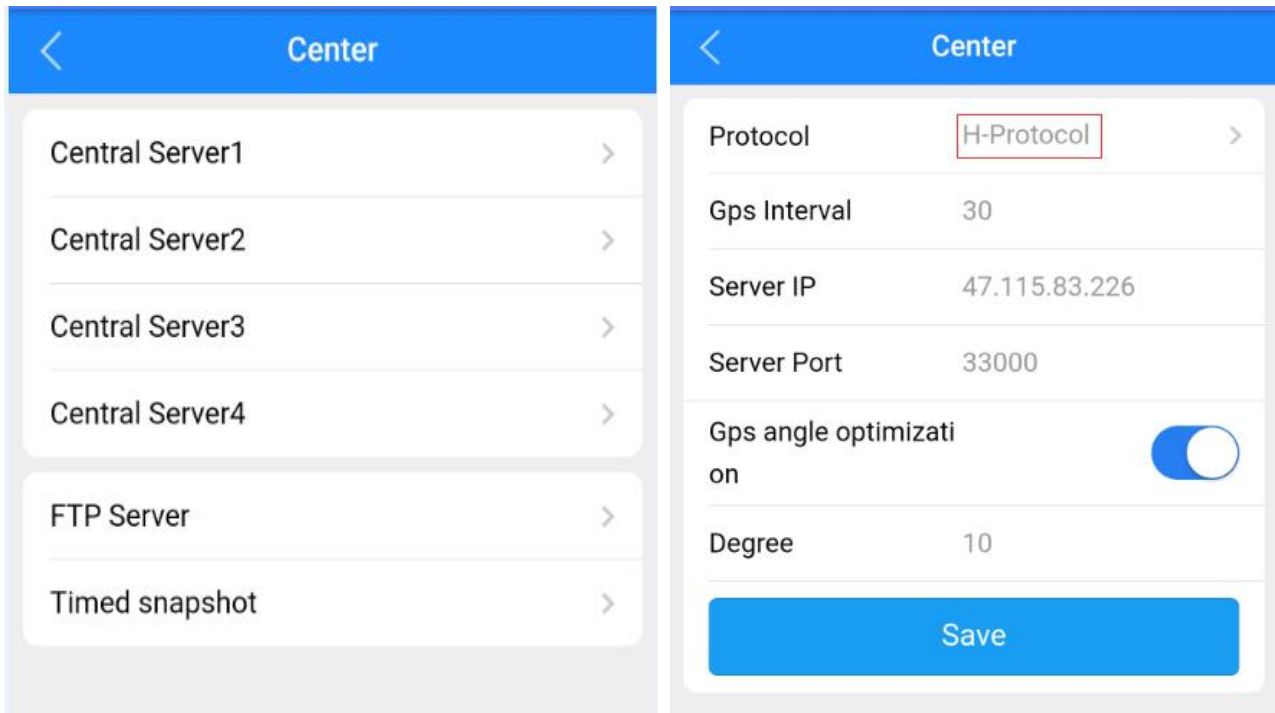 Center
Central Server1
Central Server2
Central Server3
Central Server4
FTP Server
Timed snapshot
Center
Protocol H-Protocol
Gps Interval 30
Server IP 47.115.83.226
Server Port 33000
Gps angle optimizati
on
Degree 10
Save